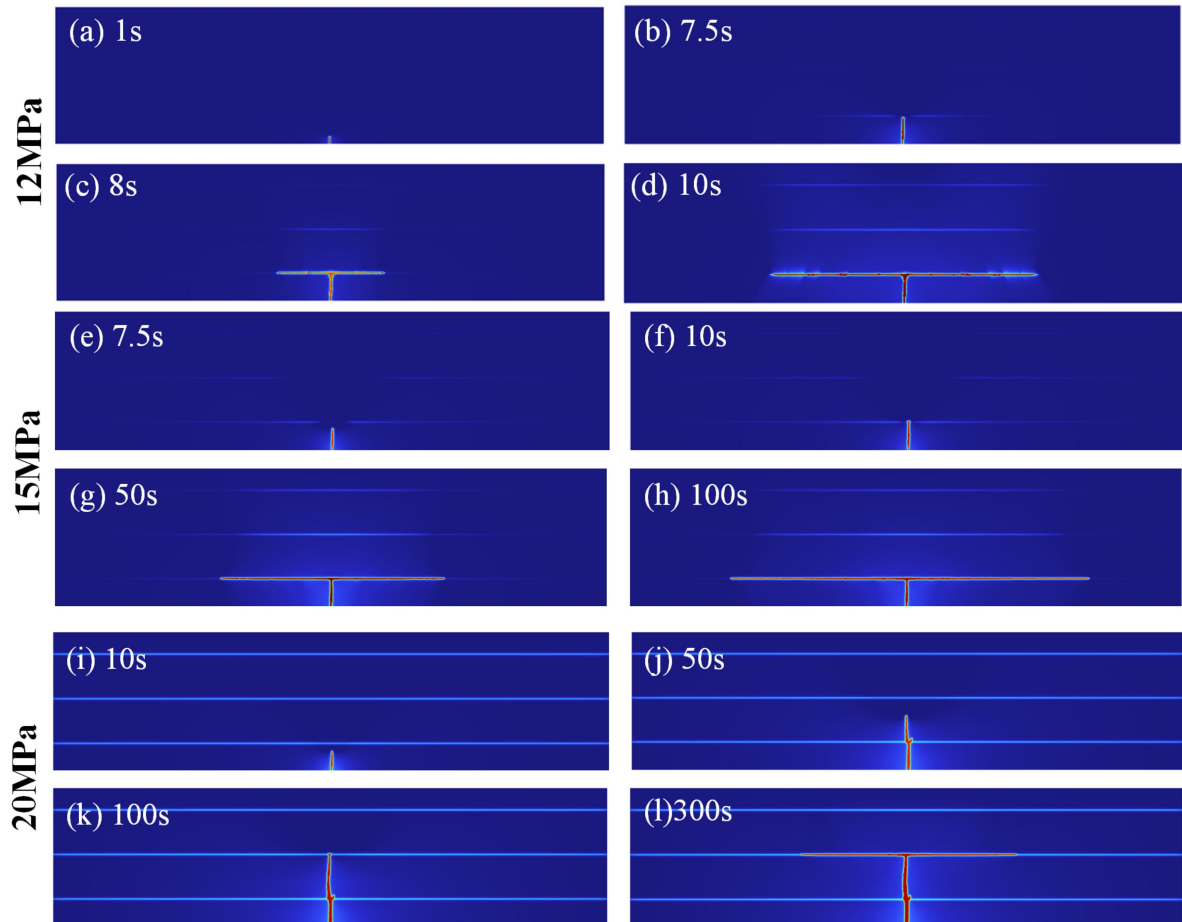 12MPa
(a) 1s
(b) 7.5s
(c) 8s
(d) 10s
15MPa
(e) 7.5s
(f) 10s
(g) 50s
(h) 100s
20MPa
(i) 10s
(j) 50s
(k) 100s
(l)300s